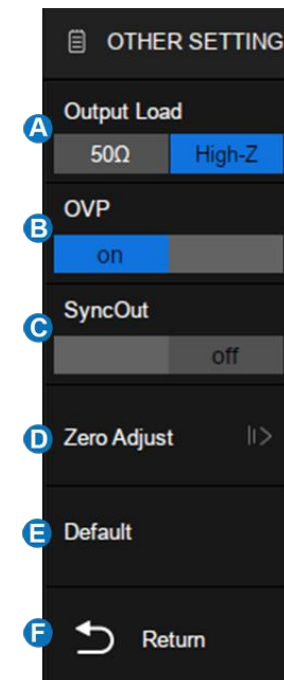 OTHER SETTING
A
Output Load
50Ω High-Z
B
OVP
on
C
SyncOut
off
D
Zero Adjust
E
Default
F
Return